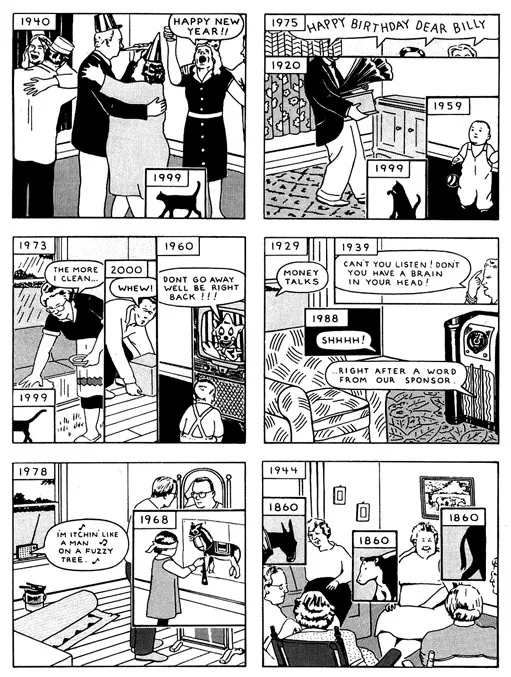 1940
HAPPY NEW
YEAR!!
1999
1975
HAPPY BIRTHDAY DEAR BILLY
1920
1959
1999
1973
THE MORE
I CLEAN...
2000
WHEW!
1960
DONT GO AWAY
WELL BE RIGHT
BACK !!!
1999
1929
MONEY
TALKS
1939
CAN'T YOU LISTEN! DON'T
YOU HAVE A BRAIN
IN YOUR HEAD!
1988
SHHHH!
...RIGHT AFTER A WORD
FROM OUR SPONSOR.
1978
I'M ITCHIN' LIKE
A MAN
ON A FUZZY
TREE.
1968
1944
1860
1860
1860